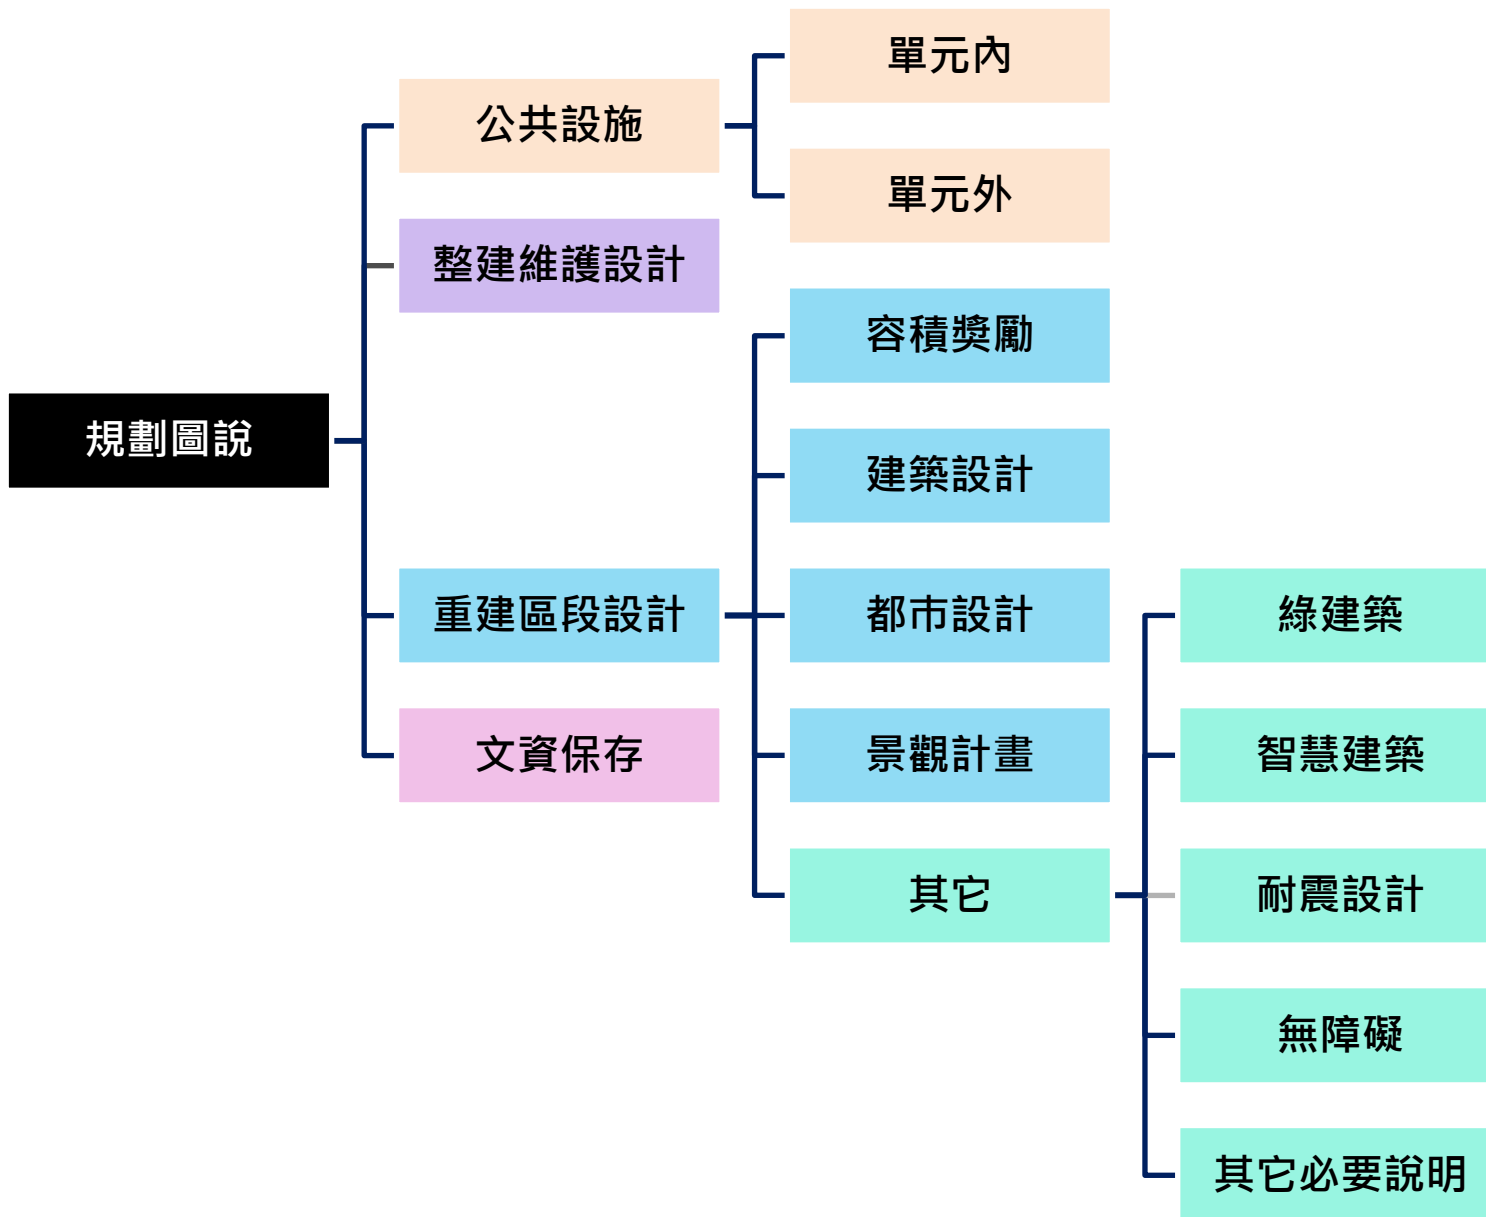 規劃圖說
公共設施
單元內
單元外
整建維護設計
重建區段設計
容積獎勵
建築設計
都市設計
景觀計畫
其它
綠建築
智慧建築
耐震設計
無障礙
其它必要說明
文資保存